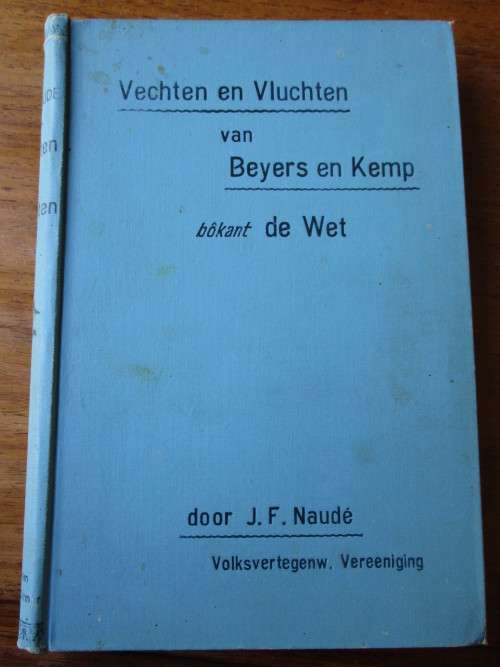 Vechten en Vluchten
van
Beyers en Kemp
bôkant de Wet
door J. F. Naudé
Volksvertegenw. Vereeniging